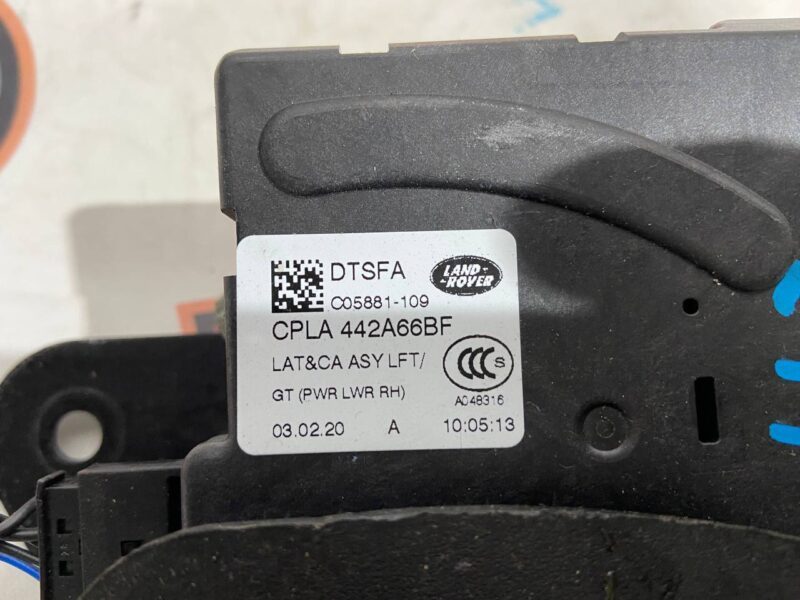 DTSFA
LAND-
-ROVER
C05881-109
CPLA 442A66BF
LAT&CA ASY LFT/
GT (PWR LWR RH)
CCC S
A048316
03.02.20 A 10:05:13